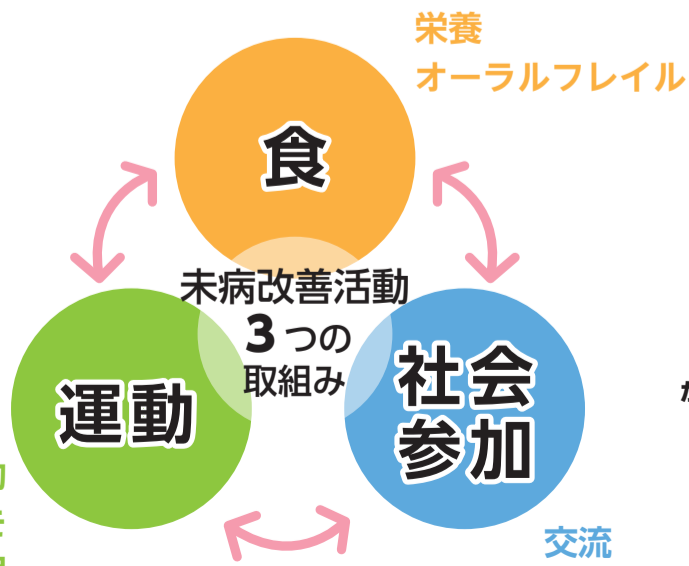 栄養
オーラルフレイル
食
未病改善活動
3つの
取組み
運動
社会
参加
交流